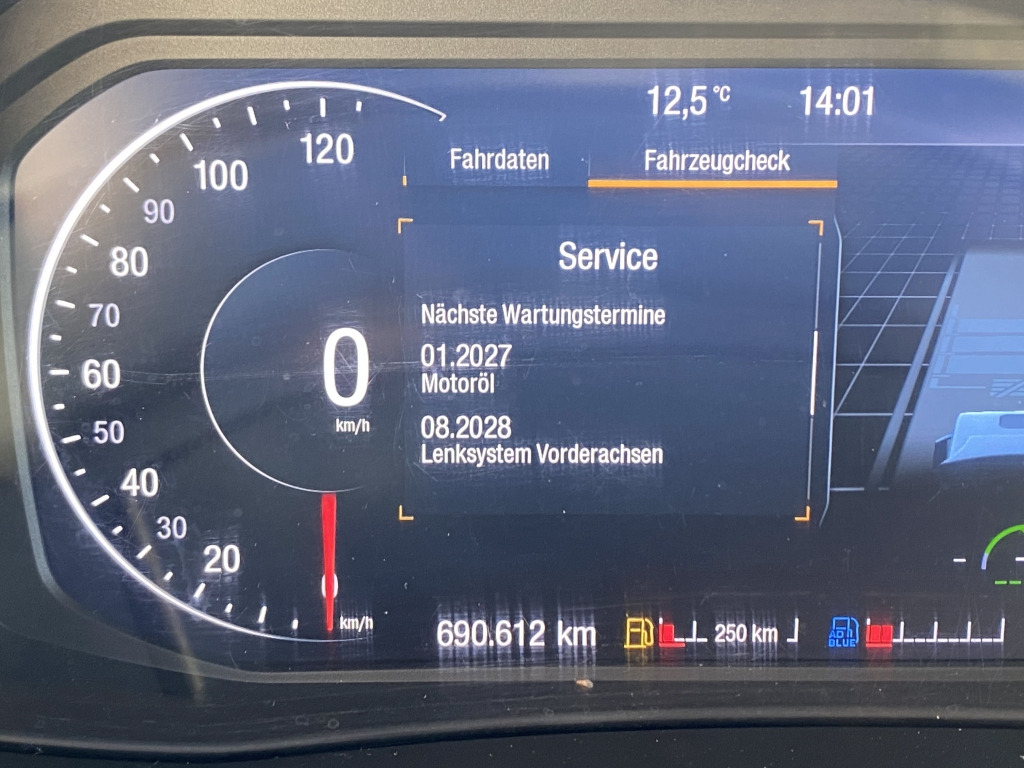 12,5 °C 14:01
Fahrdaten Fahrzeugcheck
Service
Nächste Wartungstermine
01.2027
Motoröl
08.2028
Lenksystem Vorderachsen
120
100
90
80
70
60
50
40
30
20
0
km/h
km/h
690.612 km
250 km
AD
BLUE